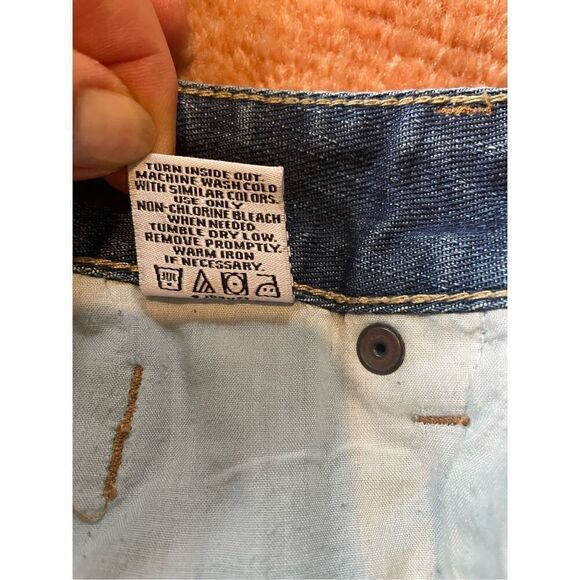 TURN INSIDE OUT.
MACHINE WASH COLD
WITH SIMILAR COLORS.
USE ONLY
NON-CHLORINE BLEACH
WHEN NEEDED.
TUMBLE DRY LOW.
REMOVE PROMPTLY.
WARM IRON
IF NECESSARY.